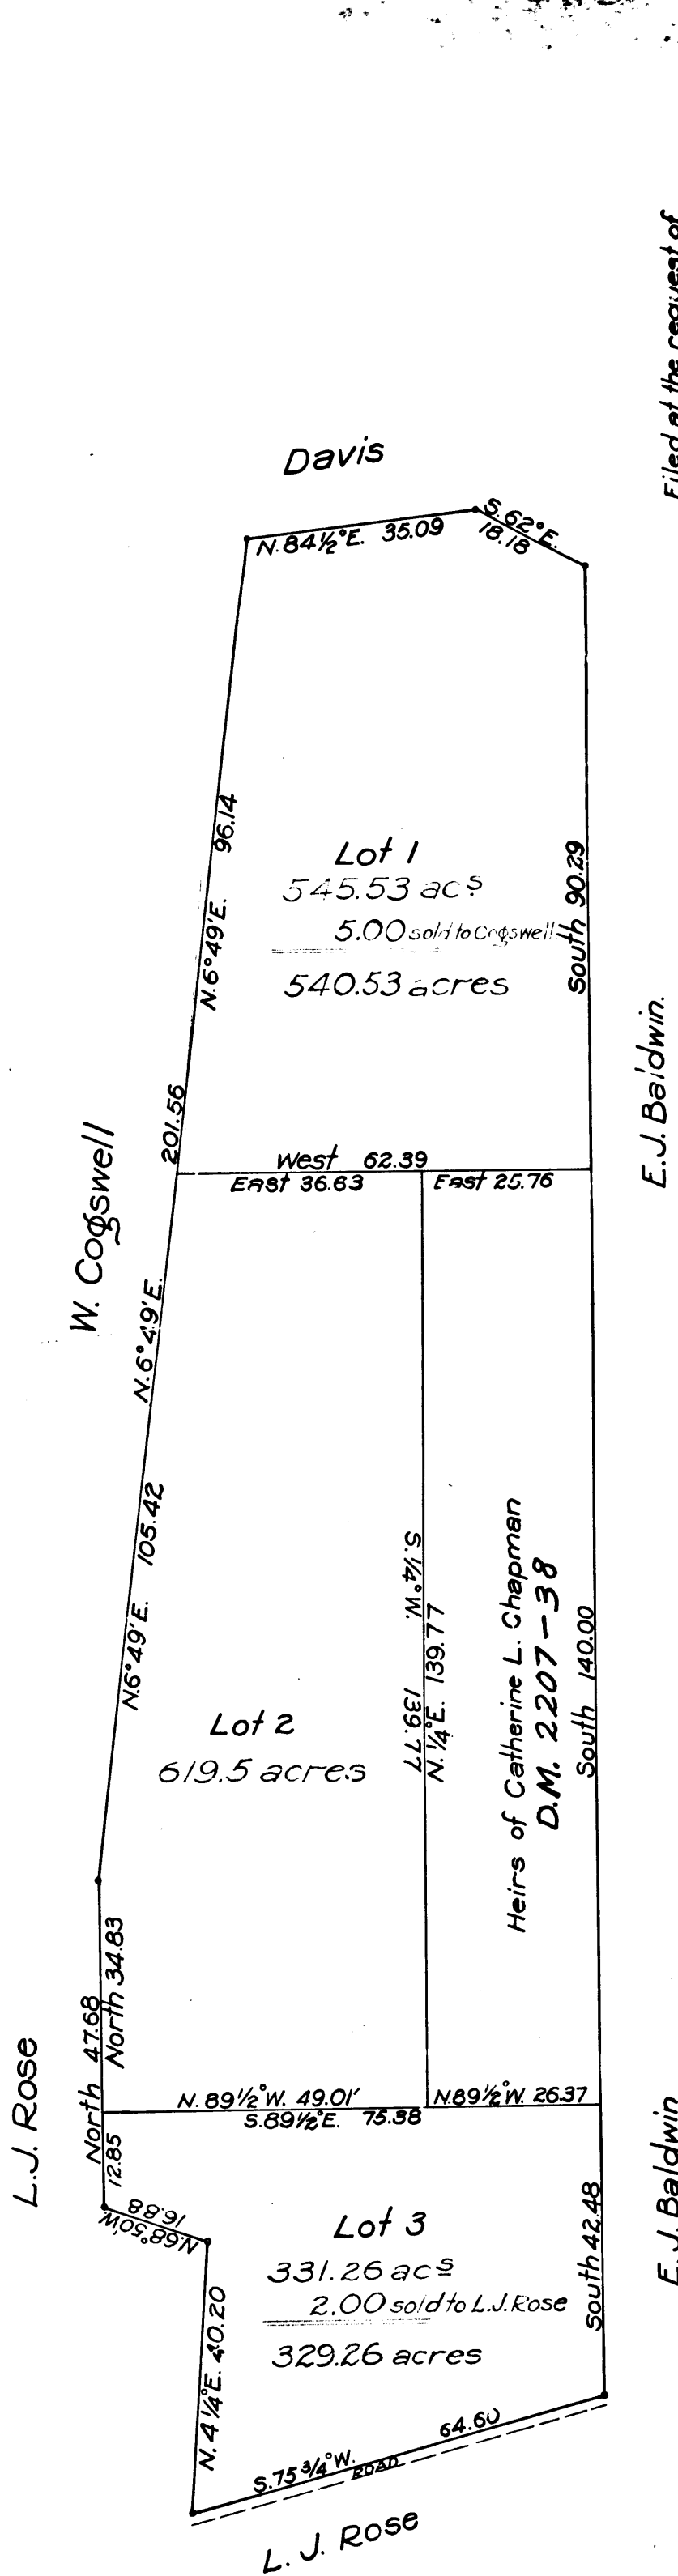 Filed at the request of
Davis
N. 84½°E. 35.09
S. 62°E.
18.18
N. 6°49'E. 96.14
Lot 1
545.53 acs
5.00 sold to Cogswell
540.53 acres
South 90.29
E.J. Baldwin.
W. Cogswell
201.56
West 62.39
East 36.63
East 25.76
N. 6°49'E.
N. 6°49'E. 105.42
S. ¼°W. 139.77
N. ¼°E. 139.77
Heirs of Catherine L. Chapman
D.M. 2207-38
South 140.00
Lot 2
619.5 acres
L.J. Rose
North 47.68
North 34.83
12.85
N. 89½°W. 49.01'
S. 89½°E. 75.38
N. 89½°W. 26.37
N. 68°50'W.
16.88
Lot 3
331.26 acs
2.00 sold to L.J. Rose
329.26 acres
South 42.48
E.J. Baldwin
N. 4¼°E. 40.20
S. 75¾°W. 64.60
ROAD
L. J. Rose